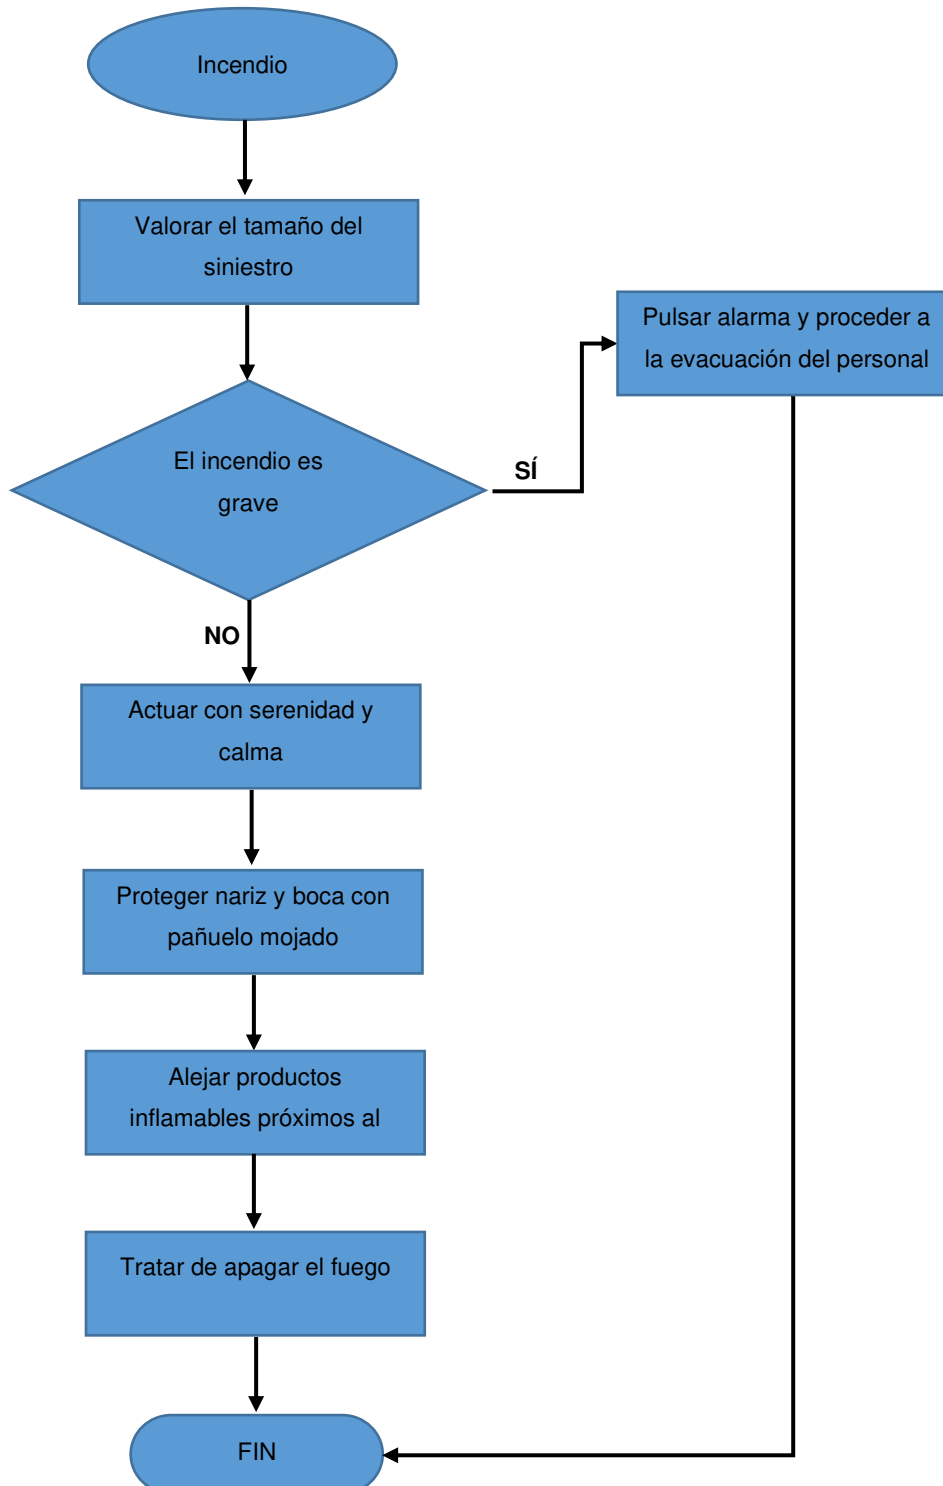 Incendio
Valorar el tamaño del
siniestro
Pulsar alarma y proceder a
la evacuación del personal
El incendio es
grave
SÍ
NO
Actuar con serenidad y
calma
Proteger nariz y boca con
pañuelo mojado
Alejar productos
inflamables próximos al
Tratar de apagar el fuego
FIN